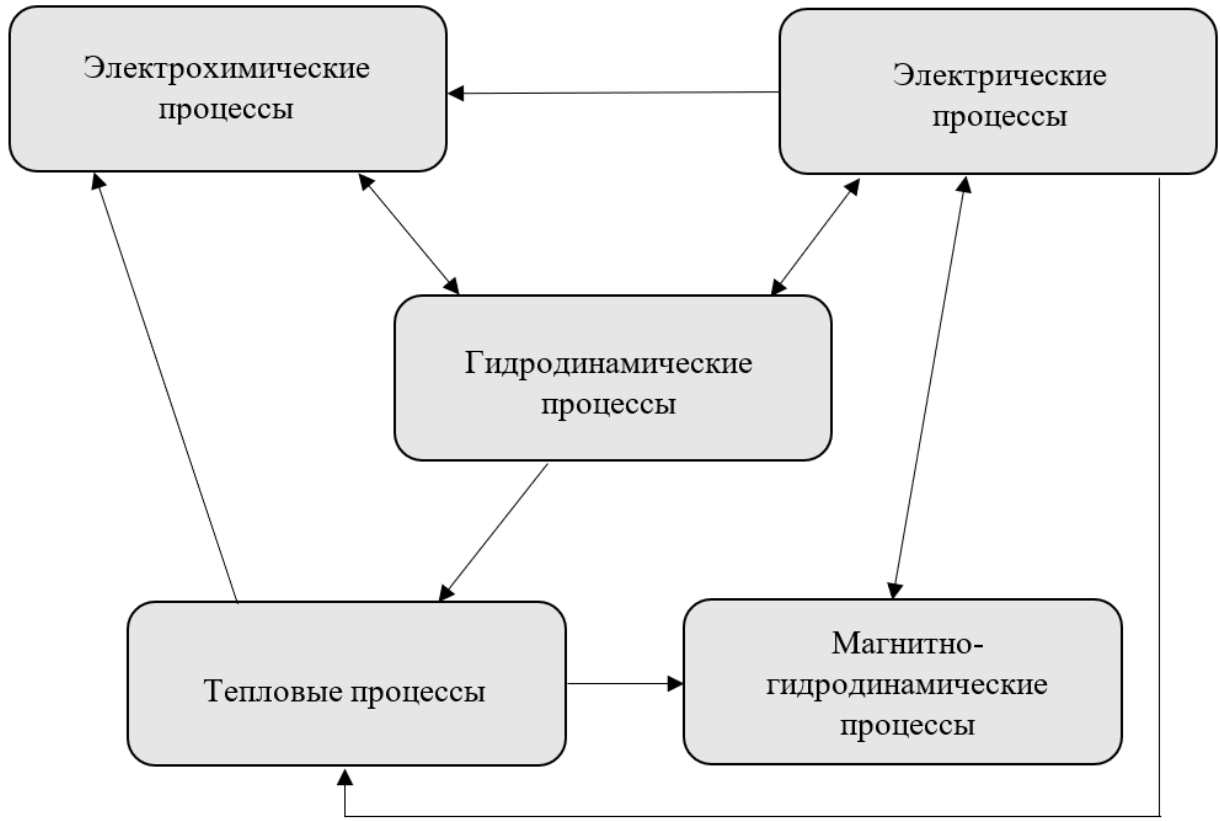 Электрохимические
процессы
Электрические
процессы
Гидродинамические
процессы
Тепловые процессы
Магнитно-
гидродинамические
процессы